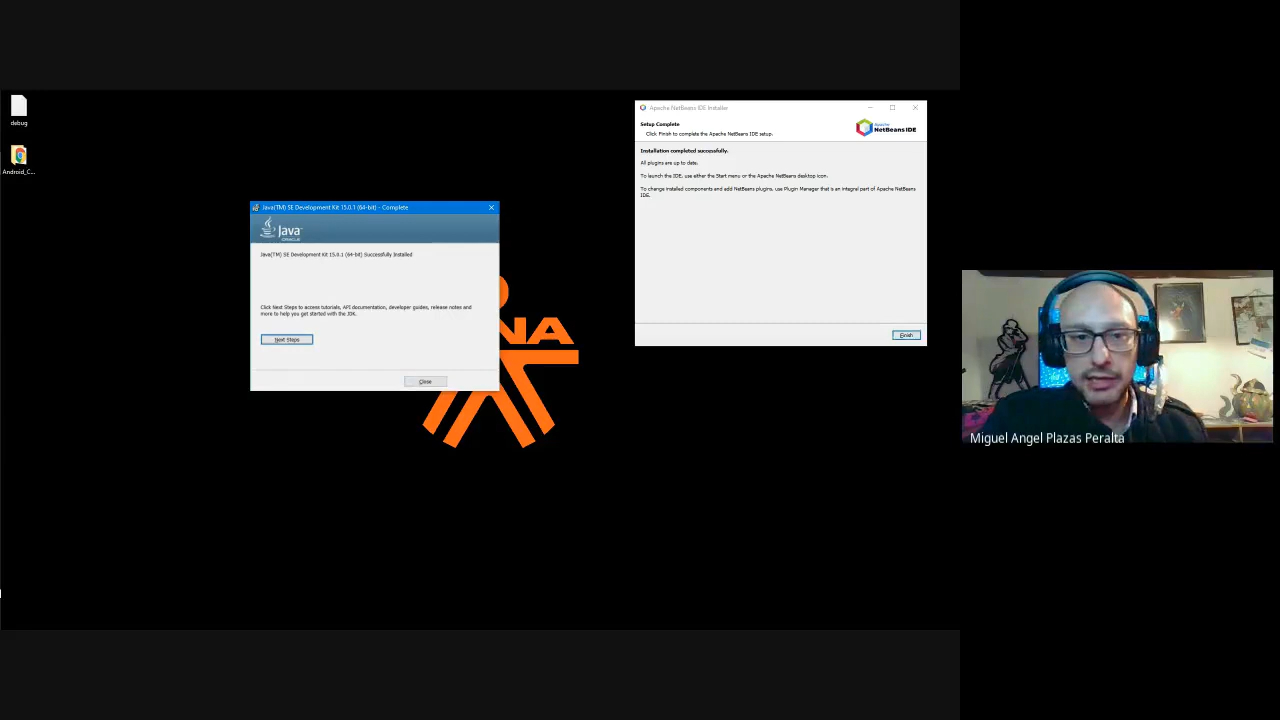 debug
Android_C...
Java(TM) SE Development Kit 15.0.1 (64-bit) - Complete
Java
ORACLE
Java(TM) SE Development Kit 15.0.1 (64-bit) Successfully Installed
Click Next Steps to access tutorials, API documentation, developer guides, release notes and
more to help you get started with the JDK.
Next Steps
Close
NA
Apache NetBeans IDE Installer
Setup Complete
Click Finish to complete the Apache NetBeans IDE setup.
Apache
NetBeans IDE
Installation completed successfully.
All plugins are up to date.
To launch the IDE, use either the Start menu or the Apache NetBeans desktop icon.
To change installed components and add NetBeans plugins, use Plugin Manager that is an integral part of Apache NetBeans
IDE.
Finish
Miguel Angel Plazas Peralta